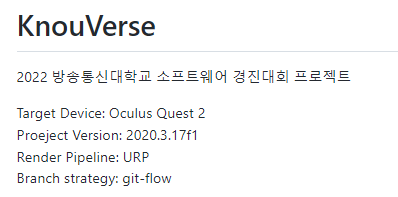 KnouVerse
2022 방송통신대학교 소프트웨어 경진대회 프로젝트
Target Device: Oculus Quest 2
Proeject Version: 2020.3.17f1
Render Pipeline: URP
Branch strategy: git-flow